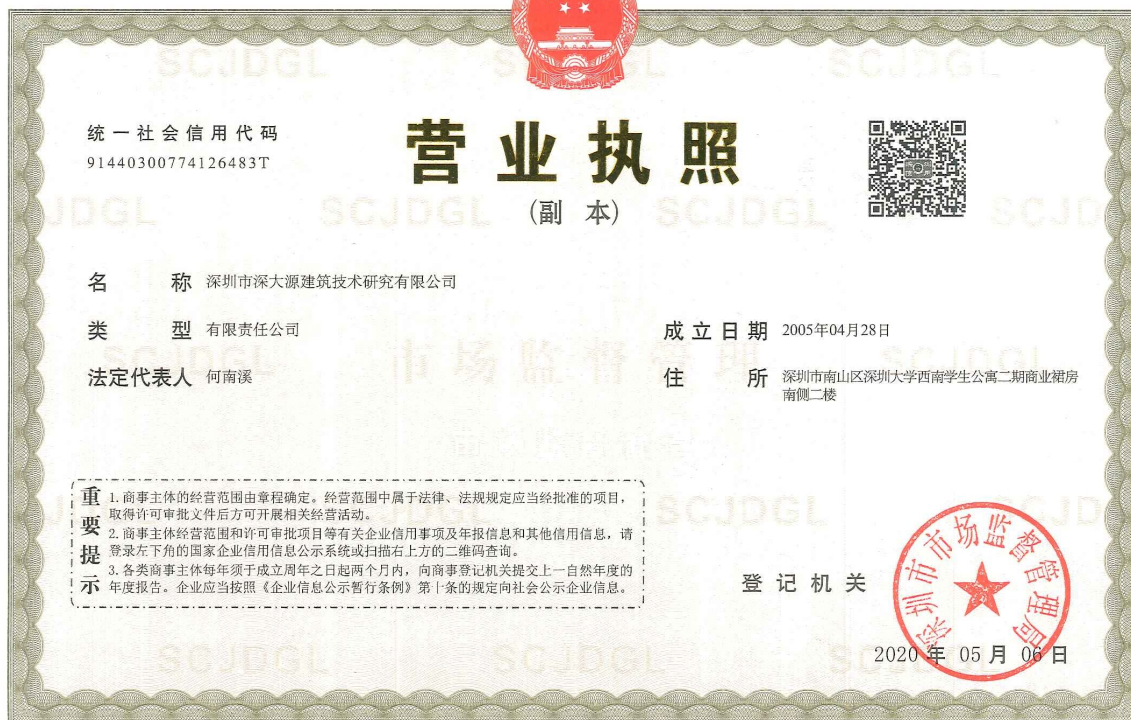 统一社会信用代码
91440300774126483T
营业执照
(副 本)
名 称 深圳市深大源建筑技术研究有限公司
类 型 有限责任公司
法定代表人 何南溪
成立日期 2005年04月28日
住 所 深圳市南山区深圳大学西南学生公寓二期商业裙房
南侧二楼
重要提示
1. 商事主体的经营范围由章程确定。经营范围中属于法律、法规规定应当经批准的项目，
取得许可审批文件后方可开展相关经营活动。
2. 商事主体经营范围和许可审批项目等有关企业信用事项及年报信息和其他信用信息，请
登录左下角的国家企业信用信息公示系统或扫描右上方的二维码查询。
3. 各类商事主体每年须于成立周年之日起两个月内，向商事登记机关提交上一自然年度的
年度报告。企业应当按照《企业信息公示暂行条例》第十条的规定向社会公示企业信息。
登记机关
深圳市市场监督管理局
2020 年 05 月 06 日
SCJDGL
市场监督管理